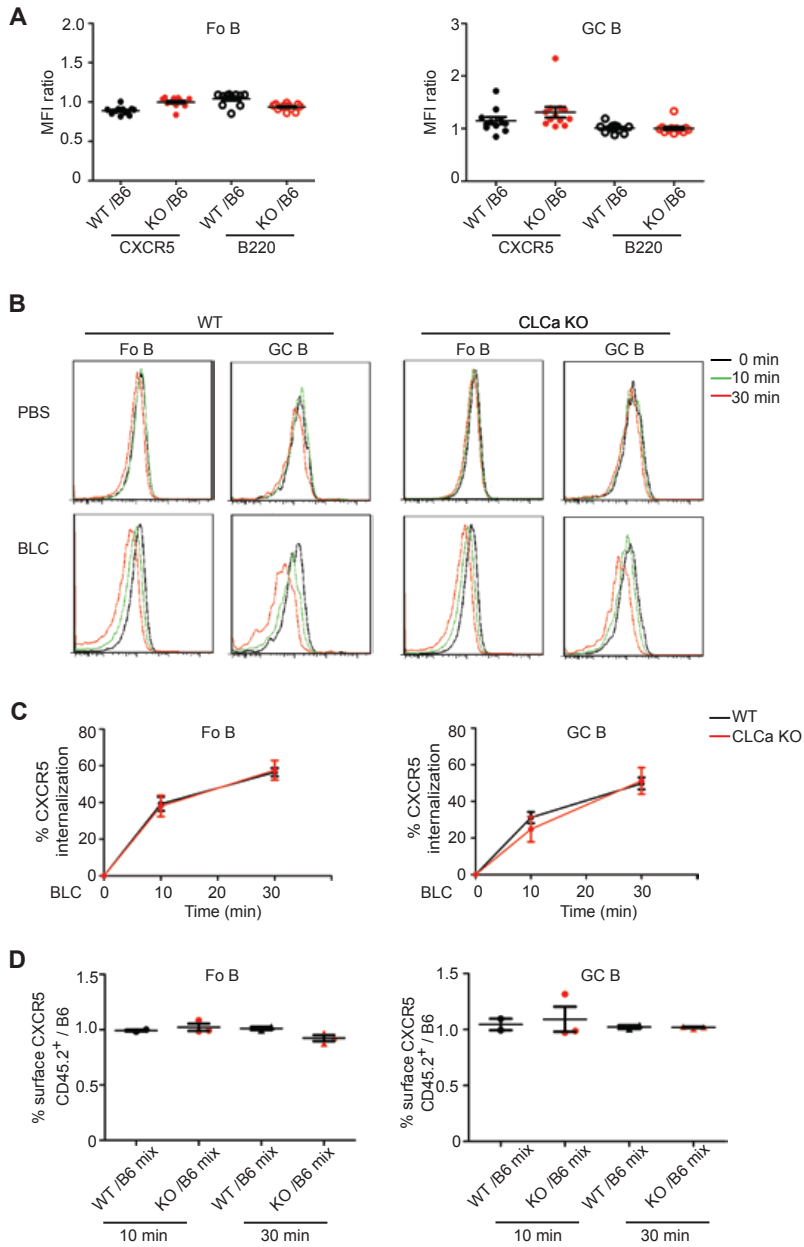 A
Fo B
GC B
MFI ratio
2.0
1.5
1.0
0.5
0
MFI ratio
3
2
1
0
WT /B6
KO /B6
WT /B6
KO /B6
CXCR5
B220
WT /B6
KO /B6
WT /B6
KO /B6
CXCR5
B220
B
WT
CLCa KO
Fo B
GC B
Fo B
GC B
0 min
10 min
30 min
PBS
BLC
C
Fo B
GC B
WT
CLCa KO
% CXCR5
internalization
80
60
40
20
0
BLC
0
10
20
30
Time (min)
% CXCR5
internalization
80
60
40
20
0
BLC
0
10
20
30
Time (min)
D
Fo B
GC B
% surface CXCR5
CD45.2+ / B6
1.5
1.0
0.5
0
% surface CXCR5
CD45.2+ / B6
1.5
1.0
0.5
0
WT /B6 mix
KO /B6 mix
WT /B6 mix
KO /B6 mix
10 min
30 min
WT /B6 mix
KO /B6 mix
WT /B6 mix
KO /B6 mix
10 min
30 min